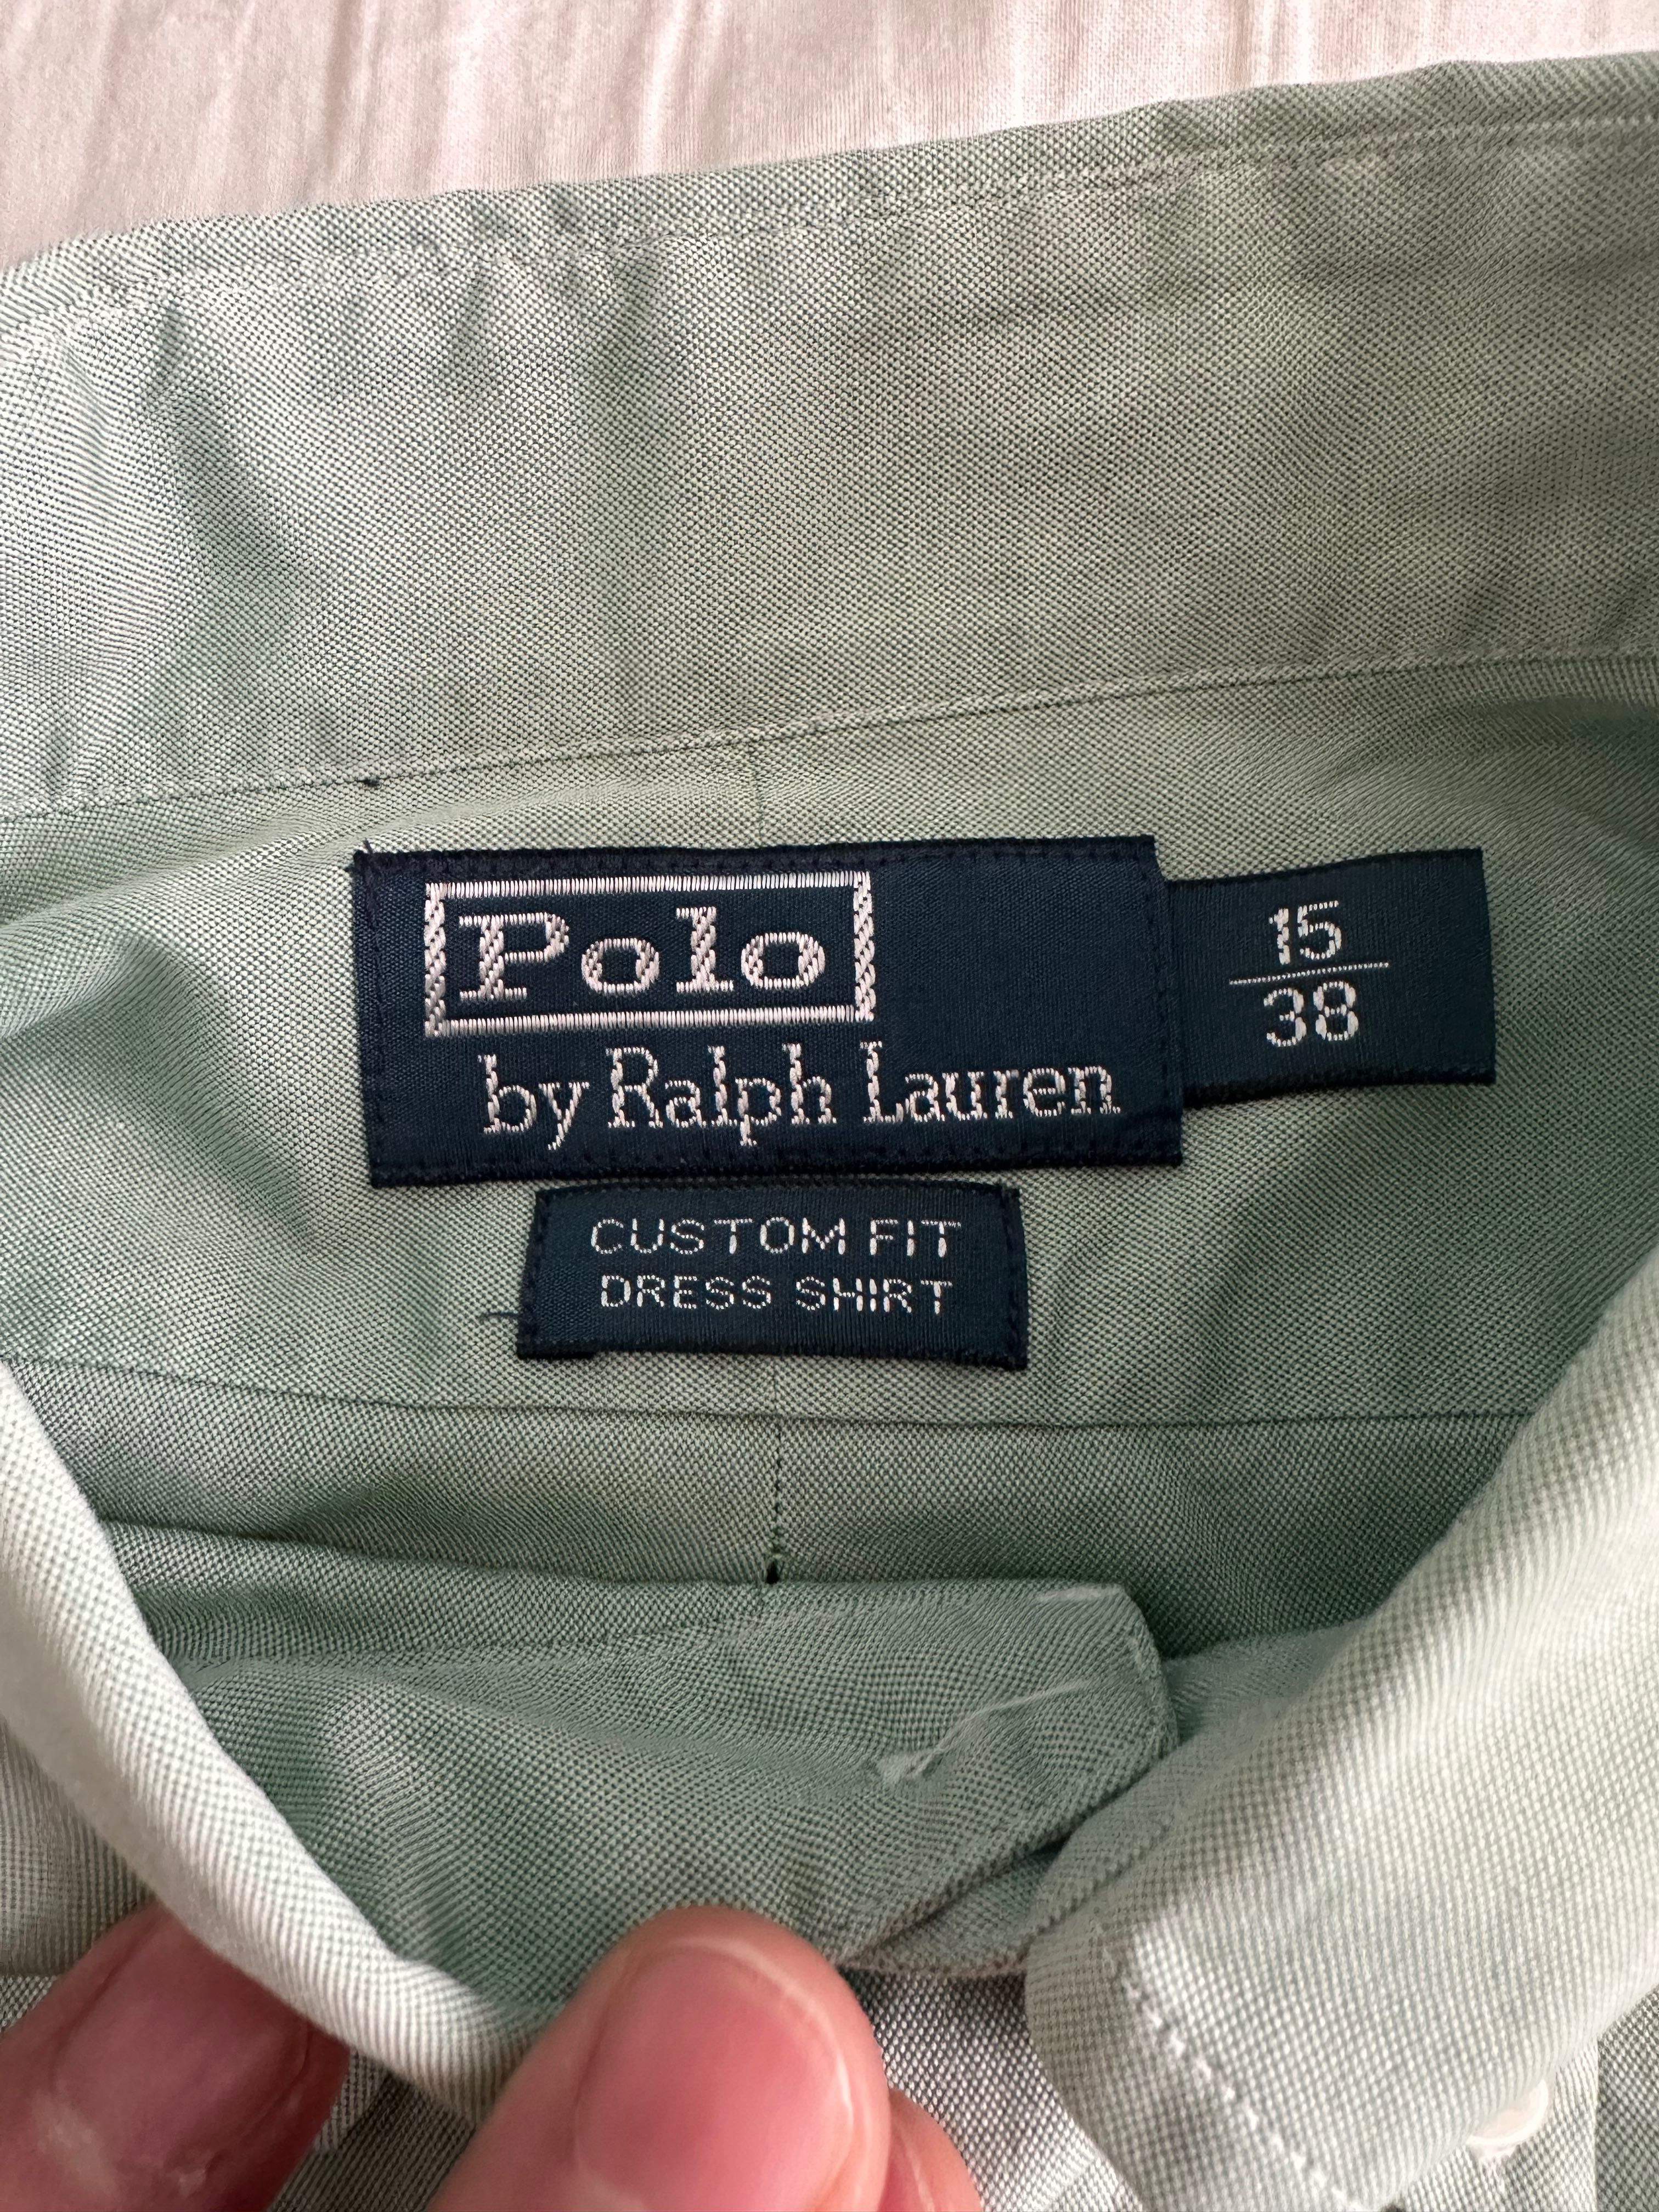 Polo
by Ralph Lauren
15
38
CUSTOM FIT
DRESS SHIRT